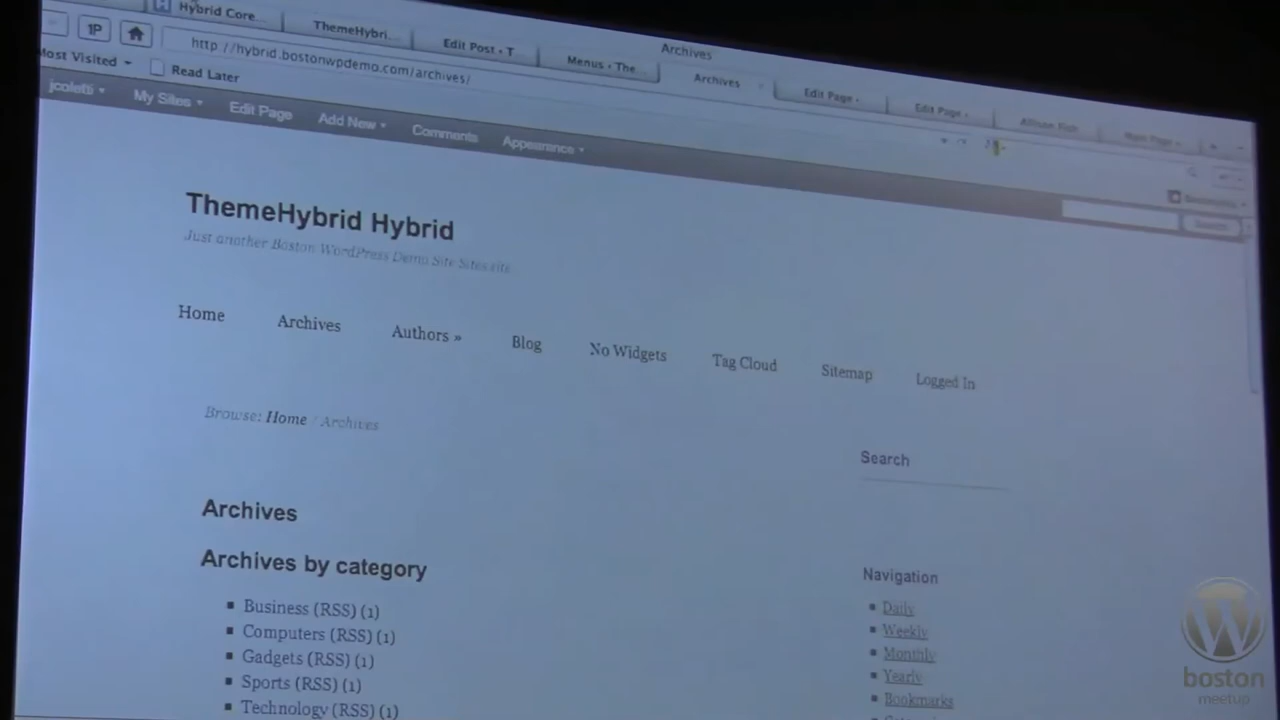 Hybrid Core
ThemeHybri...
Edit Post ‹ T
Menus ‹ The
Archives
Archives
Edit Page ‹
Edit Page ‹
1P
http://hybrid.bostonwpdemo.com/archives/
Most Visited
Read Later
jcoletti
My Sites
Edit Page
Add New
Comments
Appearance
ThemeHybrid Hybrid
Just another Boston WordPress Demo Site Sites site
Home
Archives
Authors »
Blog
No Widgets
Tag Cloud
Sitemap
Logged In
Browse: Home / Archives
Search
Archives
Archives by category
Business (RSS) (1)
Computers (RSS) (1)
Gadgets (RSS) (1)
Sports (RSS) (1)
Technology (RSS) (1)
Navigation
Daily
Weekly
Monthly
Yearly
Bookmarks
W
boston
meetup